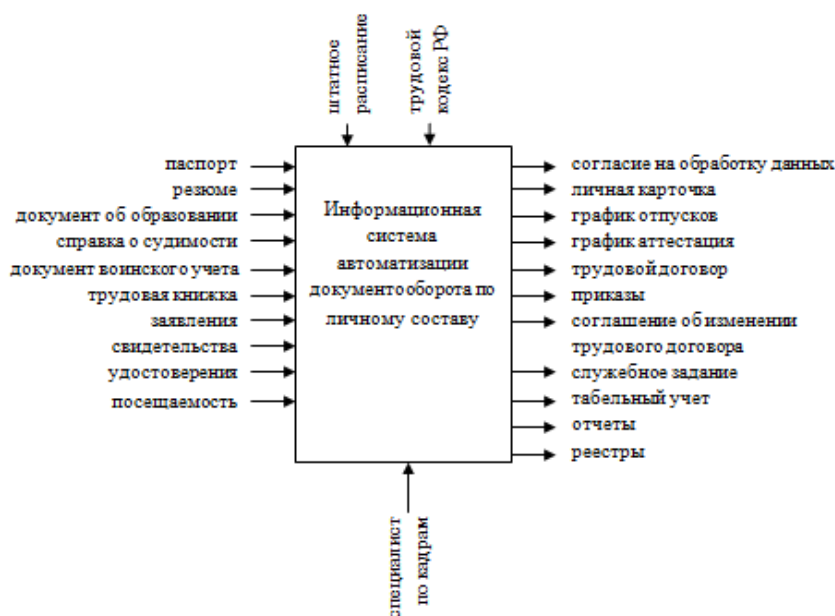 штатное
расписание
трудовой
кодекс РФ
паспорт
резюме
документ об образовании
справка о судимости
документ воинского учета
трудовая книжка
заявления
свидетельства
удостоверения
посещаемость
Информационная
система
автоматизации
документооборота по
личному составу
согласие на обработку данных
личная карточка
график отпусков
график аттестация
трудовой договор
приказы
соглашение об изменении
трудового договора
служебное задание
табельный учет
отчеты
реестры
специалист
по кадрам